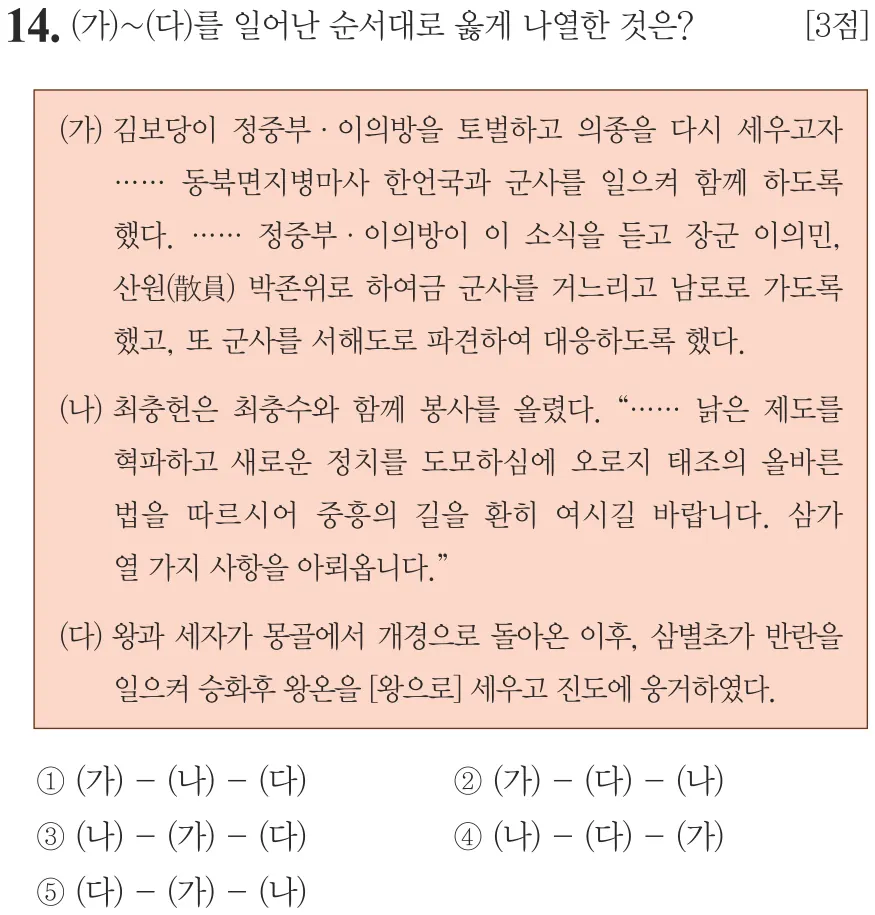 14. (가)~(다)를 일어난 순서대로 옳게 나열한 것은? [3점]
(가) 김보당이 정중부·이의방을 토벌하고 의종을 다시 세우고자
…… 동북면지병마사 한언국과 군사를 일으켜 함께 하도록
했다. …… 정중부·이의방이 이 소식을 듣고 장군 이의민,
산원(散員) 박존위로 하여금 군사를 거느리고 남로로 가도록
했고, 또 군사를 서해도로 파견하여 대응하도록 했다.
(나) 최충헌은 최충수와 함께 봉사를 올렸다. “…… 낡은 제도를
혁파하고 새로운 정치를 도모하심에 오로지 태조의 올바른
법을 따르시어 중흥의 길을 환히 여시길 바랍니다. 삼가
열 가지 사항을 아뢰옵니다.”
(다) 왕과 세자가 몽골에서 개경으로 돌아온 이후, 삼별초가 반란을
일으켜 승화후 왕온을 [왕으로] 세우고 진도에 웅거하였다.
① (가) - (나) - (다) ② (가) - (다) - (나)
③ (나) - (가) - (다) ④ (나) - (다) - (가)
⑤ (다) - (가) - (나)